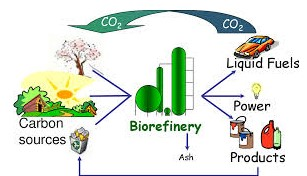 CO2
CO2
Liquid Fuels
Power
Carbon
sources
Biorefinery
Ash
Products